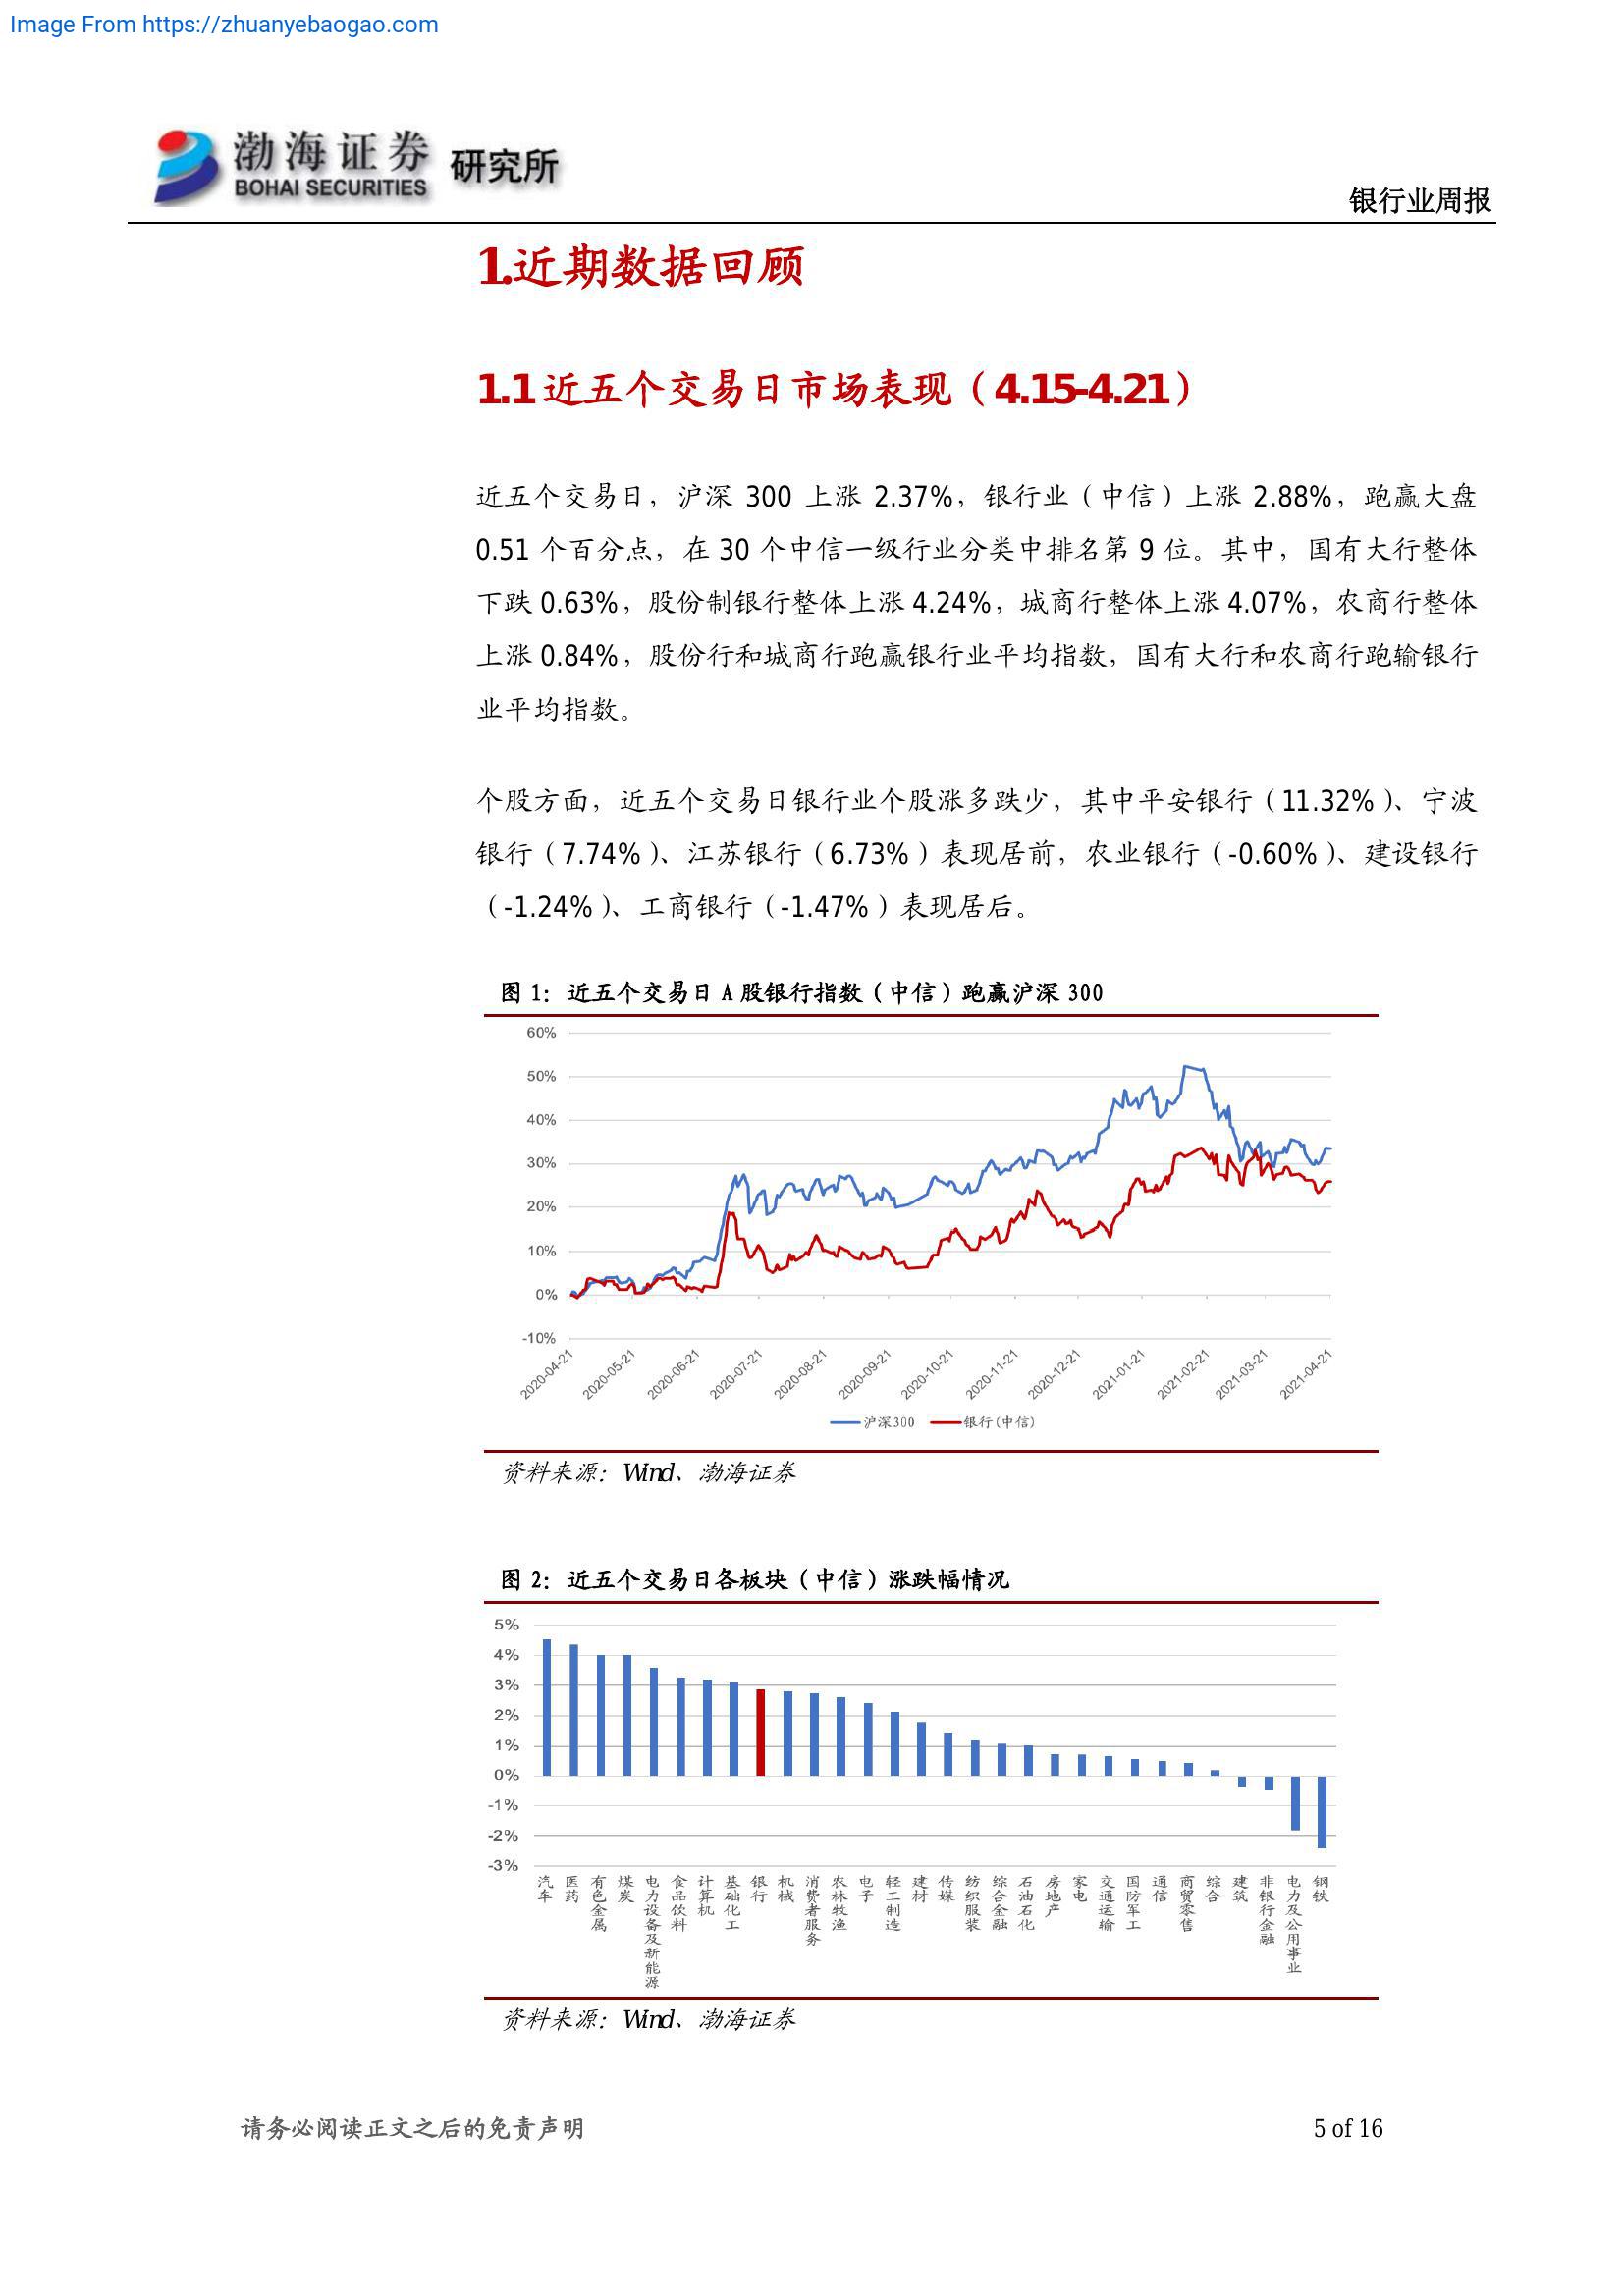 Image From https://zhuanyebaogao.com
渤海证券
BOHAI SECURITIES
研究所
银行业周报
1.近期数据回顾
1.1 近五个交易日市场表现（4.15-4.21）
近五个交易日，沪深 300 上涨 2.37%，银行业（中信）上涨 2.88%，跑赢大盘
0.51 个百分点，在 30 个中信一级行业分类中排名第 9 位。其中，国有大行整体
下跌 0.63%，股份制银行整体上涨 4.24%，城商行整体上涨 4.07%，农商行整体
上涨 0.84%，股份行和城商行跑赢银行业平均指数，国有大行和农商行跑输银行
业平均指数。
个股方面，近五个交易日银行业个股涨多跌少，其中平安银行（11.32%）、宁波
银行（7.74%）、江苏银行（6.73%）表现居前，农业银行（-0.60%）、建设银行
（-1.24%）、工商银行（-1.47%）表现居后。
图 1：近五个交易日 A 股银行指数（中信）跑赢沪深 300
60%
50%
40%
30%
20%
10%
0%
-10%
2020-04-21
2020-05-21
2020-06-21
2020-07-21
2020-08-21
2020-09-21
2020-10-21
2020-11-21
2020-12-21
2021-01-21
2021-02-21
2021-03-21
2021-04-21
沪深300
银行(中信)
资料来源：Wind、渤海证券
图 2：近五个交易日各板块（中信）涨跌幅情况
5%
4%
3%
2%
1%
0%
-1%
-2%
-3%
汽车
医药
有色金属
煤炭
电力设备及新能源
食品饮料
计算机
基础化工
银行
机械
消费者服务
农林牧渔
电子
轻工制造
建材
传媒
纺织服装
综合金融
石油石化
房地产
家电
交通运输
国防军工
通信
商贸零售
综合
建筑
非银行金融
电力及公用事业
钢铁
资料来源：Wind、渤海证券
请务必阅读正文之后的免责声明
5 of 16